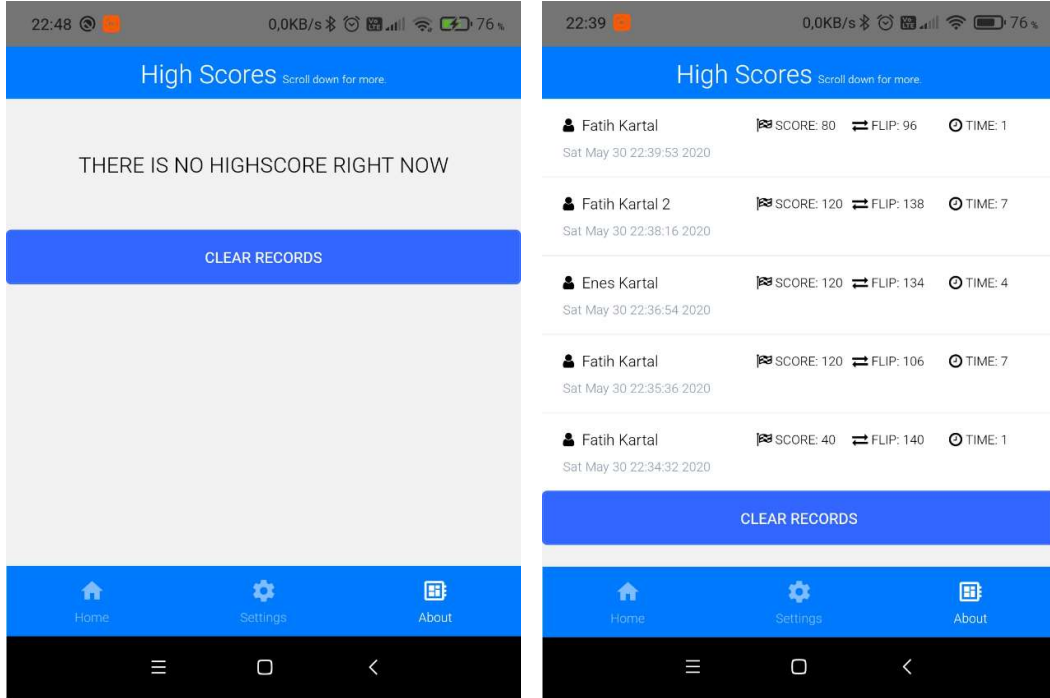 22:48 0,0KB/s 76 %
High Scores Scroll down for more.
THERE IS NO HIGHSCORE RIGHT NOW
CLEAR RECORDS
Home Settings About
22:39 0,0KB/s 76 %
High Scores Scroll down for more.
Fatih Kartal SCORE: 80 FLIP: 96 TIME: 1
Sat May 30 22:39:53 2020
Fatih Kartal 2 SCORE: 120 FLIP: 138 TIME: 7
Sat May 30 22:38:16 2020
Enes Kartal SCORE: 120 FLIP: 134 TIME: 4
Sat May 30 22:36:54 2020
Fatih Kartal SCORE: 120 FLIP: 106 TIME: 7
Sat May 30 22:35:36 2020
Fatih Kartal SCORE: 40 FLIP: 140 TIME: 1
Sat May 30 22:34:32 2020
CLEAR RECORDS
Home Settings About